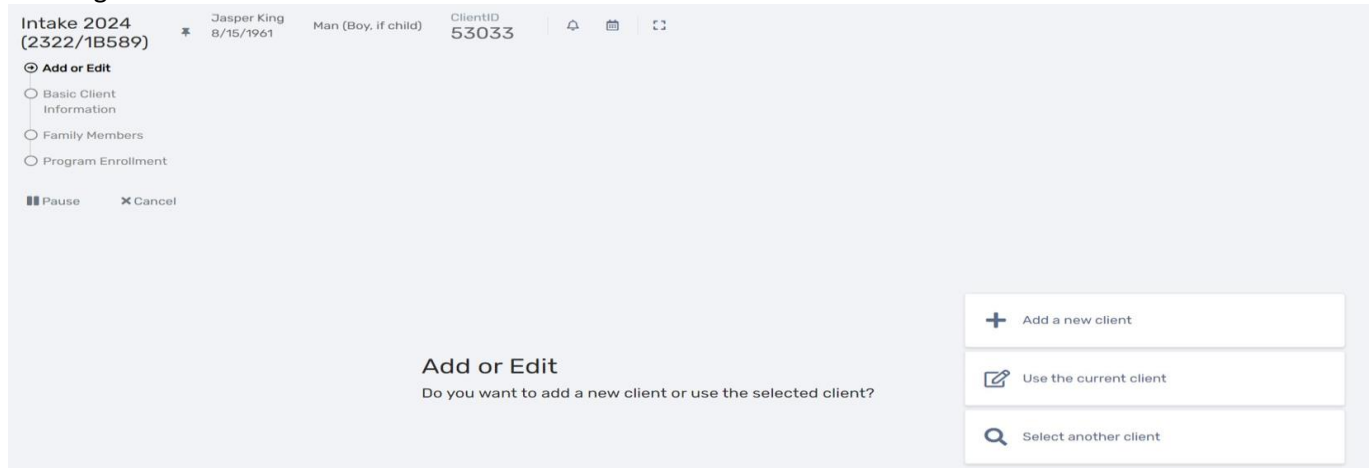 Intake 2024
(2322/1B589)
Jasper King
8/15/1961
Man (Boy, if child)
ClientID
53033
Add or Edit
Basic Client
Information
Family Members
Program Enrollment
Pause
Cancel
Add or Edit
Do you want to add a new client or use the selected client?
Add a new client
Use the current client
Select another client